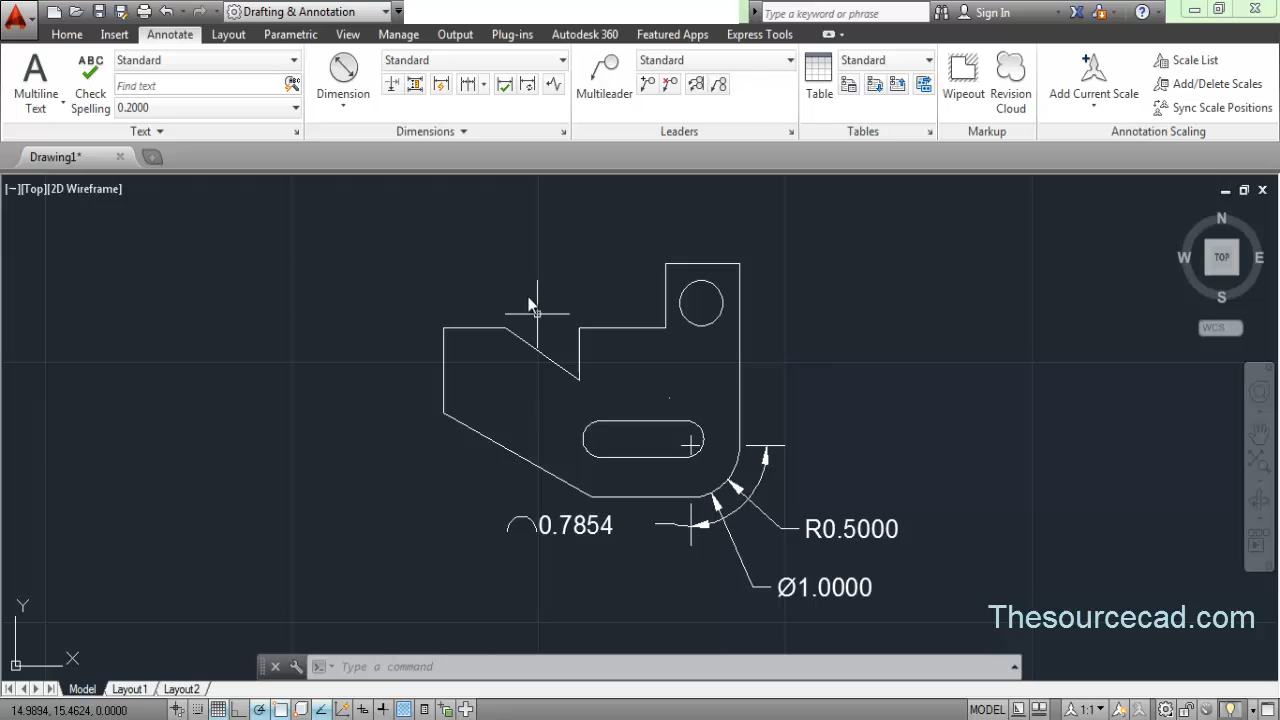 Drafting & Annotation
Type a keyword or phrase
Sign In
Home Insert Annotate Layout Parametric View Manage Output Plug-ins Autodesk 360 Featured Apps Express Tools
Multiline Text
ABC
Check Spelling
Standard
Find text
0.2000
Dimension
Standard
Multileader
Standard
Table
Standard
Wipeout
Revision Cloud
Add Current Scale
Scale List
Add/Delete Scales
Sync Scale Positions
Text Dimensions Leaders Tables Markup Annotation Scaling
Drawing1*
[−][Top][2D Wireframe]
N
W TOP E
S
WCS
0.7854
R0.5000
Ø1.0000
Y
X
Thesourcecad.com
Type a command
Model Layout1 Layout2
14.9894, 15.4624, 0.0000
MODEL
1:1